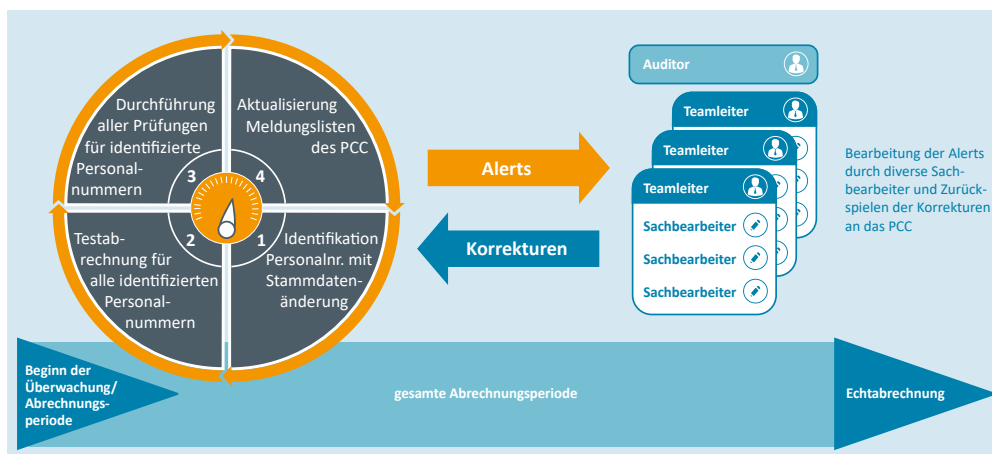 Durchführung
aller Prüfungen
für identifizierte
Personal-
nummern
3
Aktualisierung
Meldungslisten
des PCC
4
Testab-
rechnung für
alle identifizierten
Personal-
nummern
2
1
Identifikation
Personalnr. mit
Stammdaten-
änderung
Alerts
Korrekturen
Auditor
Teamleiter
Teamleiter
Teamleiter
Sachbearbeiter
Sachbearbeiter
Sachbearbeiter
Bearbeitung der Alerts
durch diverse Sach-
bearbeiter und Zurück-
spielen der Korrekturen
an das PCC
Beginn der
Überwachung/
Abrechnungs-
periode
gesamte Abrechnungsperiode
Echtabrechnung